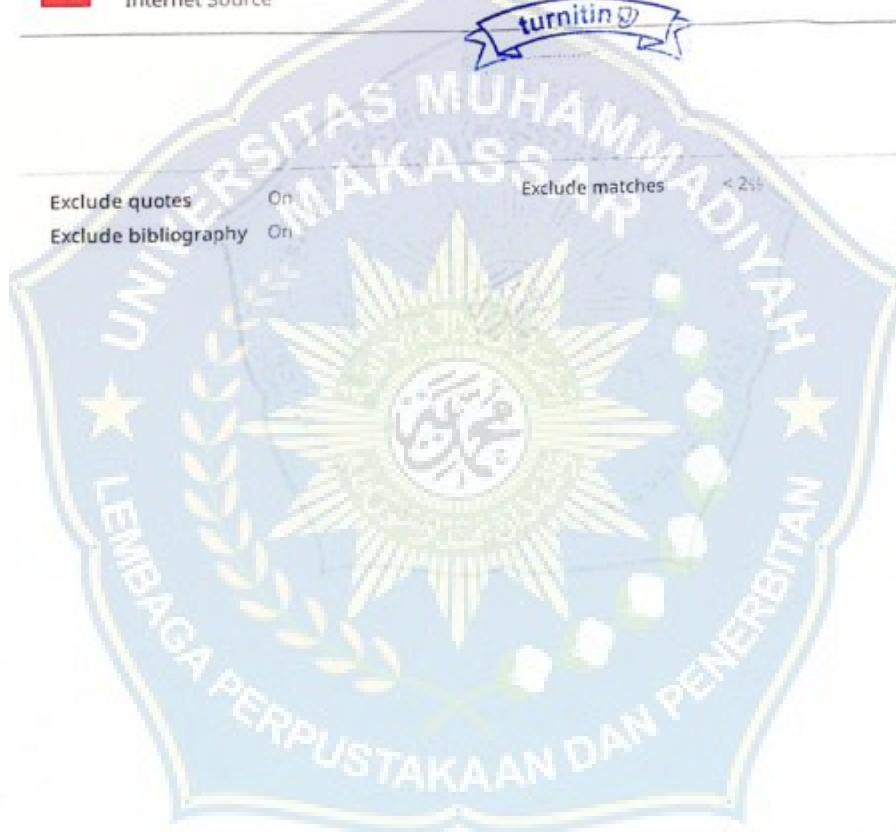 Internet Source
turnitin
Exclude quotes On
Exclude matches
Exclude bibliography On
UNIVERSITAS MUHAMMADIYAH
MAKASSAR
LEMBAGA PERPUSTAKAAN DAN PENERBITAN